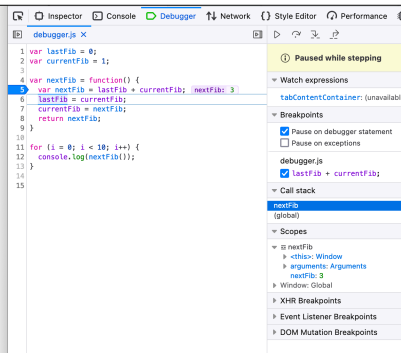 Inspector Console Debugger Network Style Editor Performance
debugger.js
1 var lastFib = 0;
2 var currentFib = 1;
3
4 var nextFib = function() {
5 var nextFib = lastFib + currentFib; nextFib: 3
6 lastFib = currentFib;
7 currentFib = nextFib;
8 return nextFib;
9 }
10
11 for (i = 0; i < 10; i++) {
12 console.log(nextFib());
13 }
14
15
Paused while stepping
Watch expressions
tabContentContainer: (unavailabl
Breakpoints
Pause on debugger statement
Pause on exceptions
debugger.js
lastFib + currentFib;
Call stack
nextFib
(global)
Scopes
nextFib
<this>: Window
arguments: Arguments
nextFib: 3
Window: Global
XHR Breakpoints
Event Listener Breakpoints
DOM Mutation Breakpoints